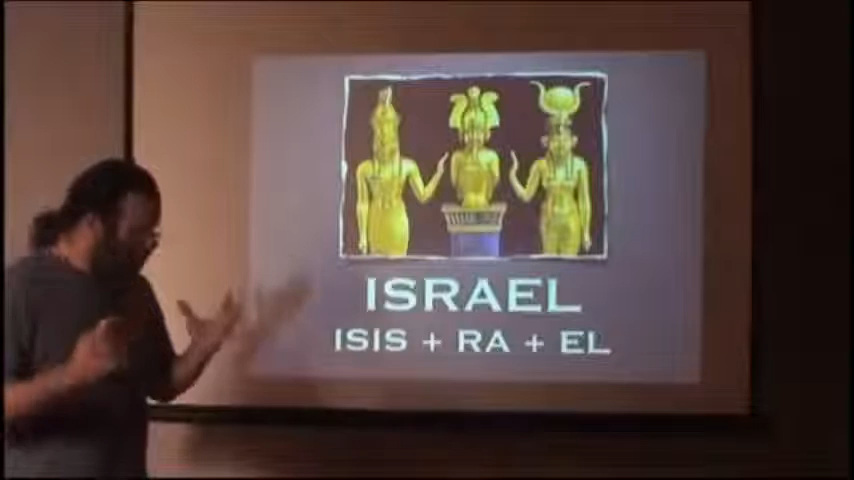 ISRAEL
ISIS + RA + EL